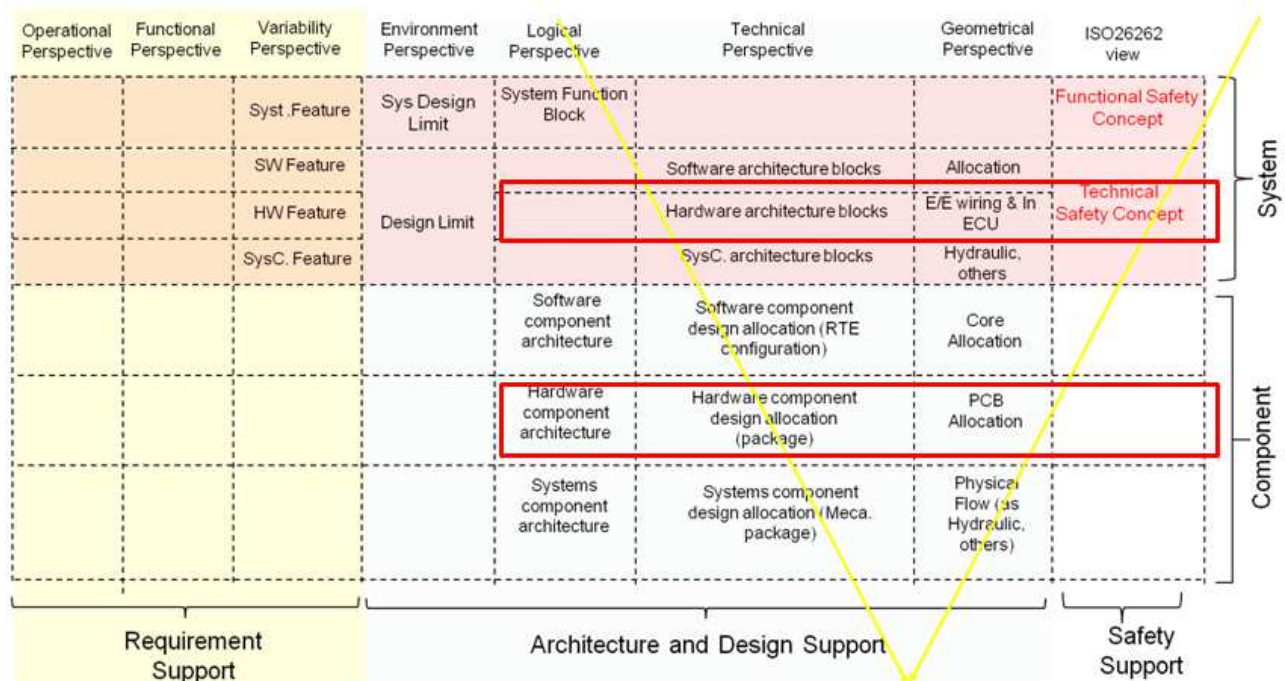 Operational
Perspective
Functional
Perspective
Variability
Perspective
Environment
Perspective
Logical
Perspective
Technical
Perspective
Geometrical
Perspective
ISO26262
view
Syst .Feature
Sys Design
Limit
System Function
Block
Functional Safety
Concept
SW Feature
Software architecture blocks
Allocation
HW Feature
Design Limit
Hardware architecture blocks
E/E wiring & In
ECU
Technical
Safety Concept
SysC. Feature
SysC. architecture blocks
Hydraulic,
others
System
Software
component
architecture
Software component
design allocation (RTE
configuration)
Core
Allocation
Hardware
component
architecture
Hardware component
design allocation
(package)
PCB
Allocation
Systems
component
architecture
Systems component
design allocation (Meca.
package)
Physical
Flow (as
Hydraulic,
others)
Component
Requirement
Support
Architecture and Design Support
Safety
Support